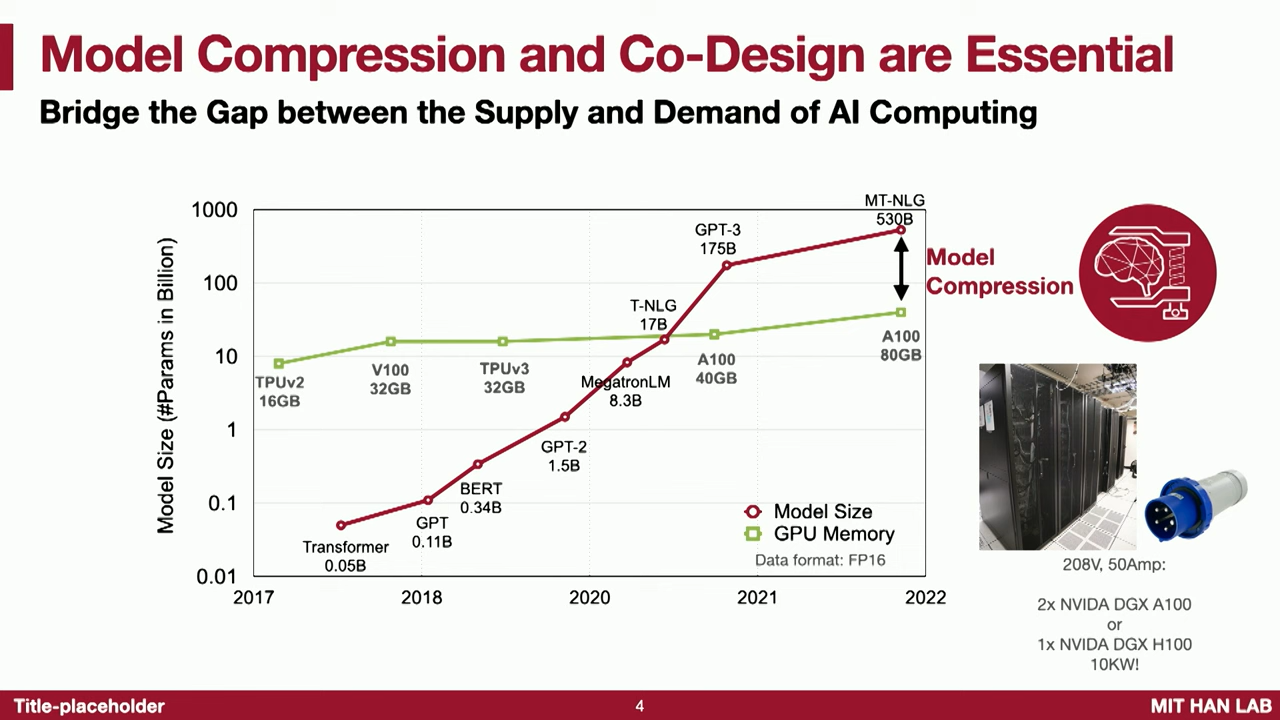 Model Compression and Co-Design are Essential
Bridge the Gap between the Supply and Demand of AI Computing
Model Size (#Params in Billion)
1000
100
10
1
0.1
0.01
2017
2018
2020
2021
2022
TPUv2
16GB
V100
32GB
TPUv3
32GB
A100
40GB
A100
80GB
Transformer
0.05B
GPT
0.11B
BERT
0.34B
GPT-2
1.5B
MegatronLM
8.3B
T-NLG
17B
GPT-3
175B
MT-NLG
530B
Model
Compression
Model Size
GPU Memory
Data format: FP16
208V, 50Amp:
2x NVIDA DGX A100
or
1x NVIDA DGX H100
10KW!
Title-placeholder
4
MIT HAN LAB